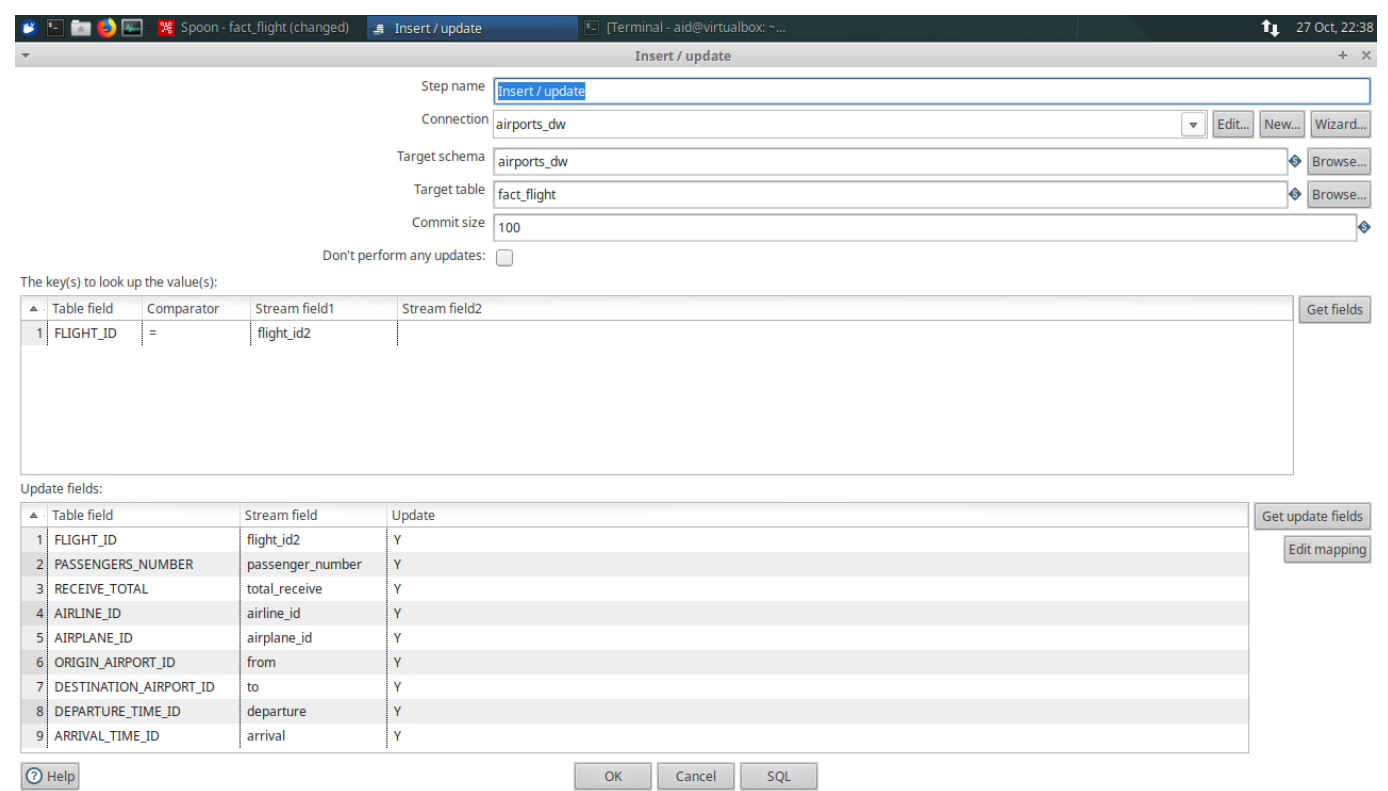 Spoon - fact_flight (changed) Insert / update [Terminal - aid@virtualbox: ~... 27 Oct, 22:38
Insert / update
Step name Insert / update
Connection airports_dw Edit... New... Wizard...
Target schema airports_dw Browse...
Target table fact_flight Browse...
Commit size 100
Don't perform any updates:
The key(s) to look up the value(s):
Table field Comparator Stream field1 Stream field2 Get fields
1 FLIGHT_ID = flight_id2
Update fields:
Table field Stream field Update Get update fields
1 FLIGHT_ID flight_id2 Y
Edit mapping
2 PASSENGERS_NUMBER passenger_number Y
3 RECEIVE_TOTAL total_receive Y
4 AIRLINE_ID airline_id Y
5 AIRPLANE_ID airplane_id Y
6 ORIGIN_AIRPORT_ID from Y
7 DESTINATION_AIRPORT_ID to Y
8 DEPARTURE_TIME_ID departure Y
9 ARRIVAL_TIME_ID arrival Y
Help OK Cancel SQL